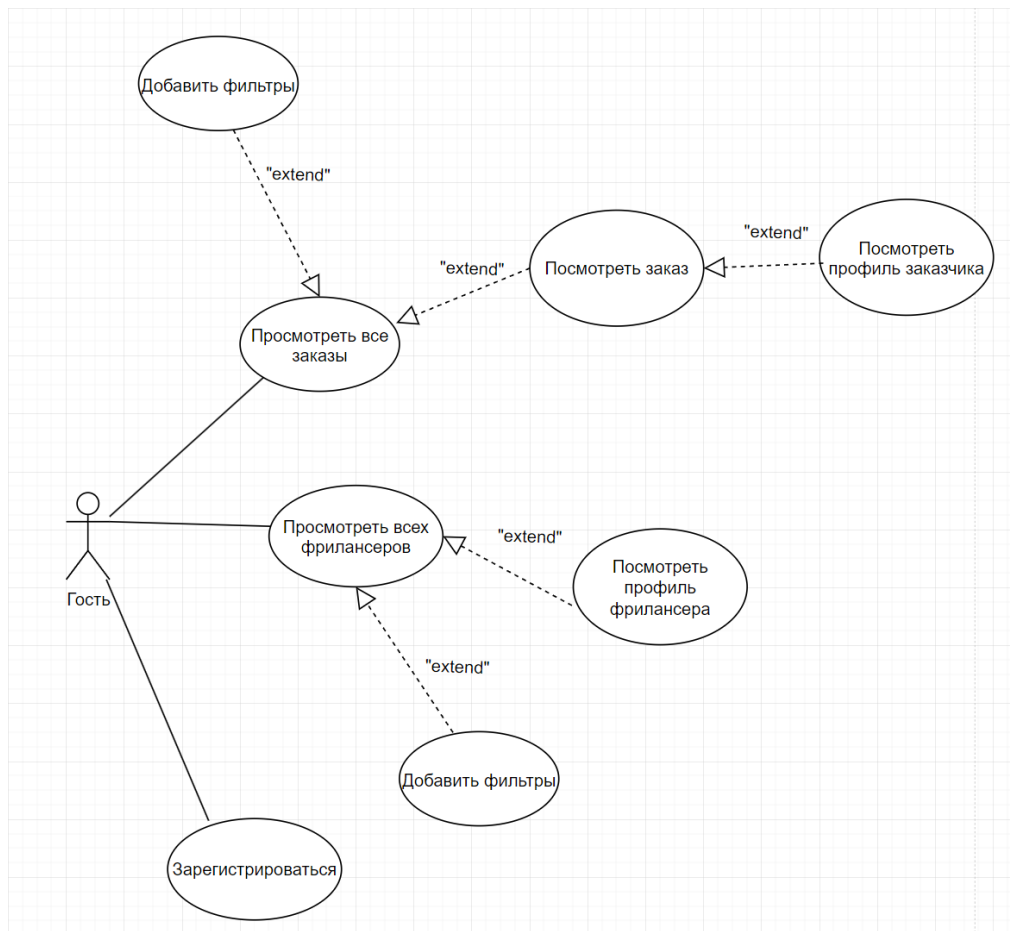 Добавить фильтры
"extend"
"extend"
Посмотреть заказ
"extend"
Посмотреть
профиль заказчика
Просмотреть все
заказы
Гость
Просмотреть всех
фрилансеров
"extend"
Посмотреть
профиль
фрилансера
"extend"
Добавить фильтры
Зарегистрироваться